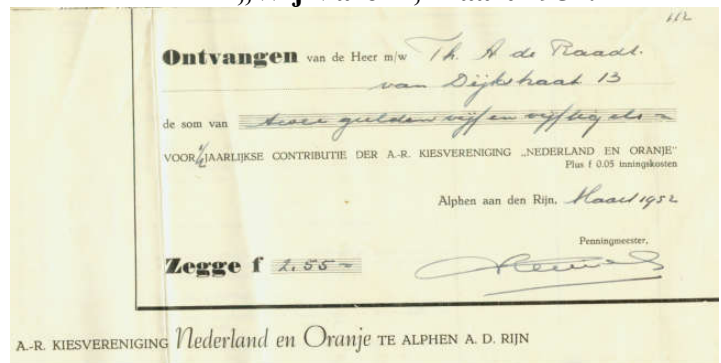 662
Ontvangen van de Heer m/w Th. A de Raadt.
van Dijkstraat 13
de som van twee gulden vijf en vijftig cts
VOOR ½ JAARLIJKSE CONTRIBUTIE DER A.-R. KIESVERENIGING „NEDERLAND EN ORANJE"
Plus f 0.05 inningskosten
Alphen aan den Rijn, Maart 1952
Penningmeester,
Zegge f 2.55
A.-R. KIESVERENIGING Nederland en Oranje TE ALPHEN A. D. RIJN